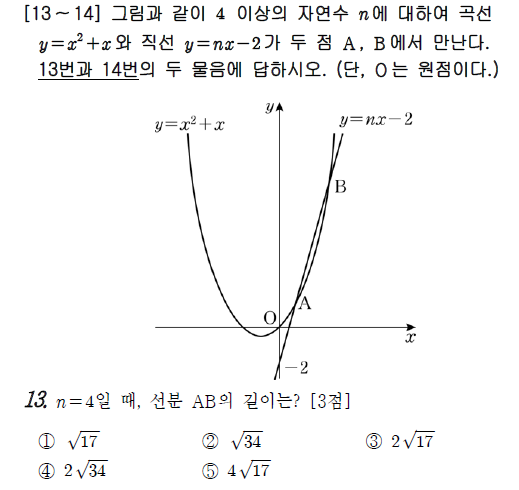 [13~14] 그림과 같이 4 이상의 자연수 n에 대하여 곡선
y=x²+x와 직선 y=nx-2가 두 점 A, B에서 만난다.
13번과 14번의 두 물음에 답하시오. (단, O는 원점이다.)
y
y=x²+x
y=nx-2
B
A
O
x
-2
13. n=4일 때, 선분 AB의 길이는? [3점]
① √17 ② √34 ③ 2√17
④ 2√34 ⑤ 4√17